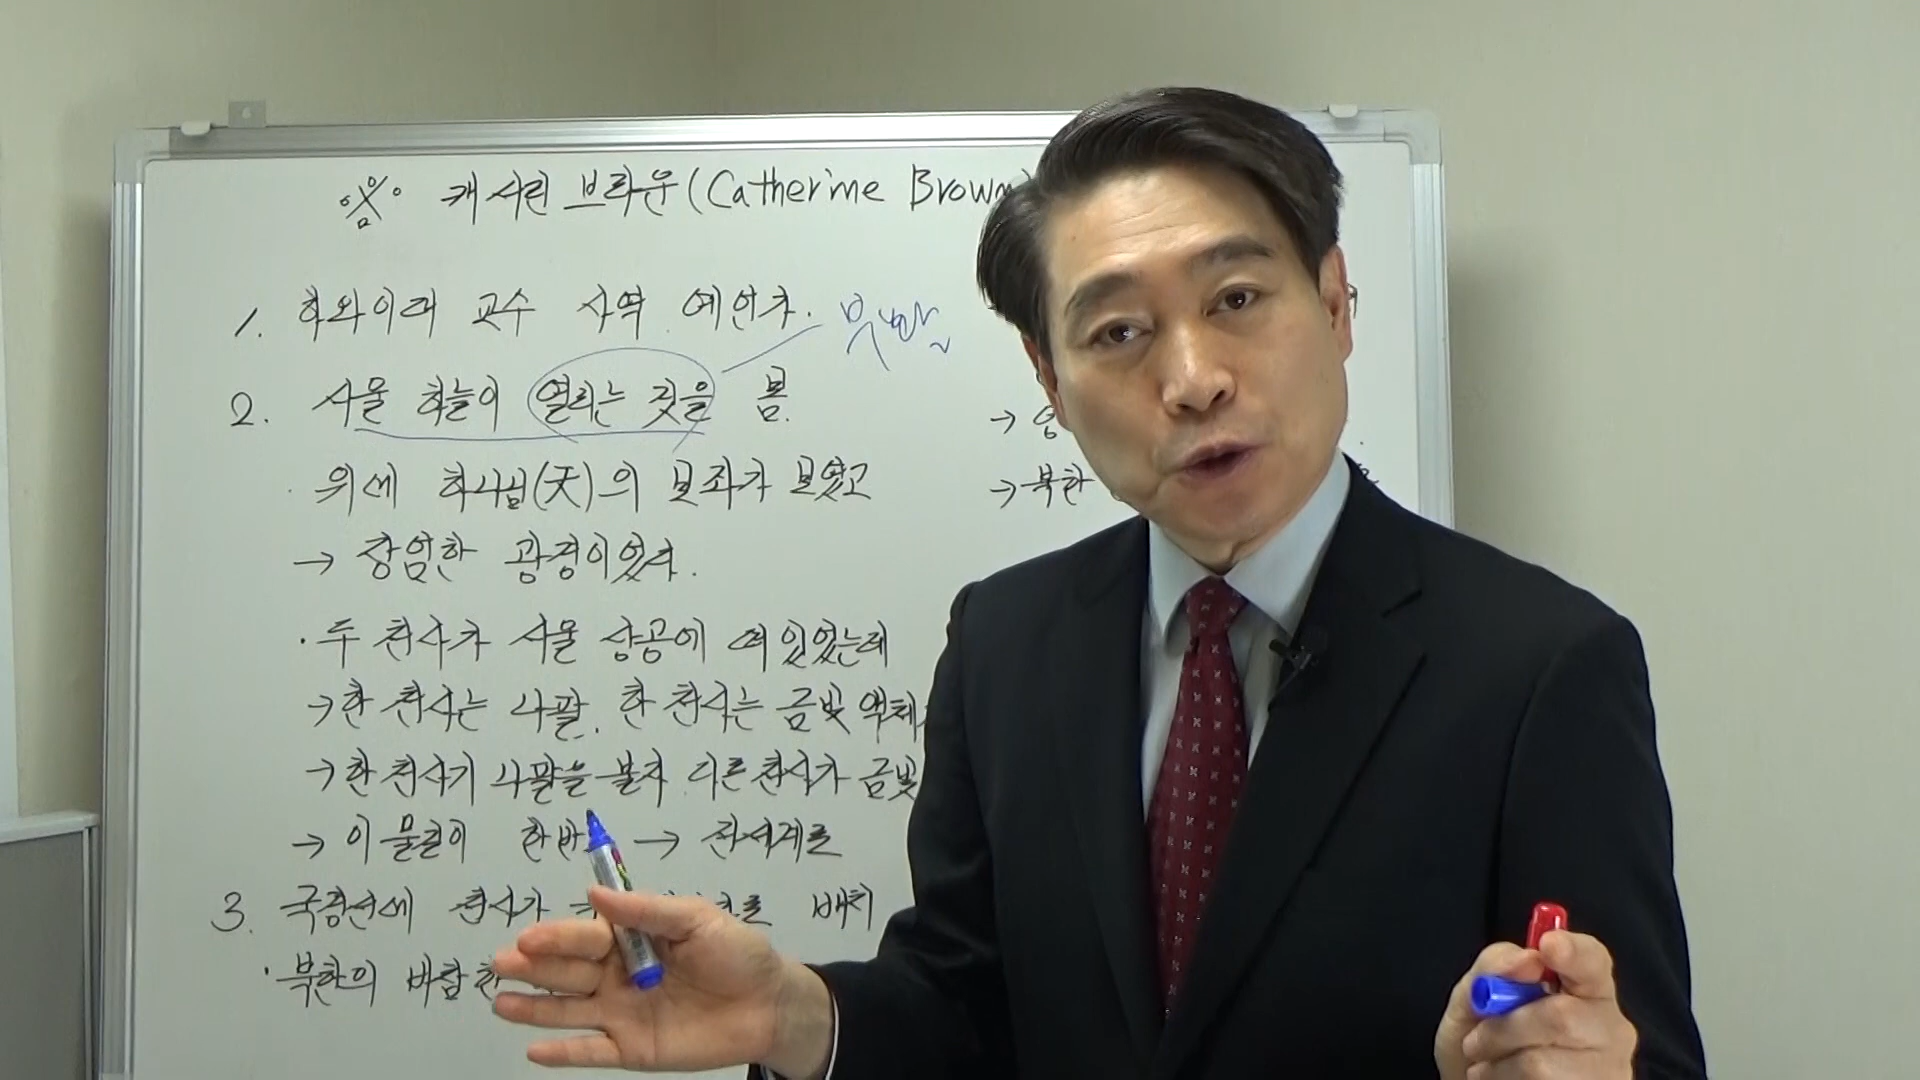 ※ 캐서린 브라운(Catherine Brown)
1. 하와이대 교수 사역 예언가.
2. 서울 하늘이 열리는 것을 봄.
· 위에 하나님(天)의 보좌가 보였고
→ 장엄한 광경이었다.
· 두 천사가 서울 상공에 떠 있었는데
→ 한 천사는 나팔. 한 천사는 금빛 액체
→ 한 천사가 나팔을 불자 다른 천사가 금빛
→ 이 물결이 한반 → 전세계로
3. 국경선에 천사가 배치
· 북한의
→ 영
→ 북한